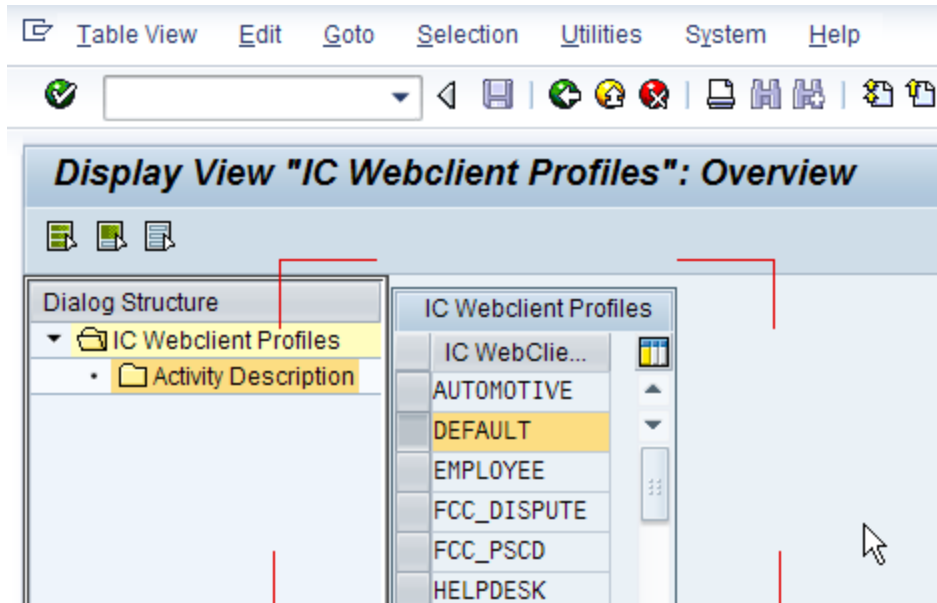 Table View Edit Goto Selection Utilities System Help
Display View "IC Webclient Profiles": Overview
Dialog Structure
IC Webclient Profiles
Activity Description
IC Webclient Profiles
IC WebClie...
AUTOMOTIVE
DEFAULT
EMPLOYEE
FCC_DISPUTE
FCC_PSCD
HELPDESK